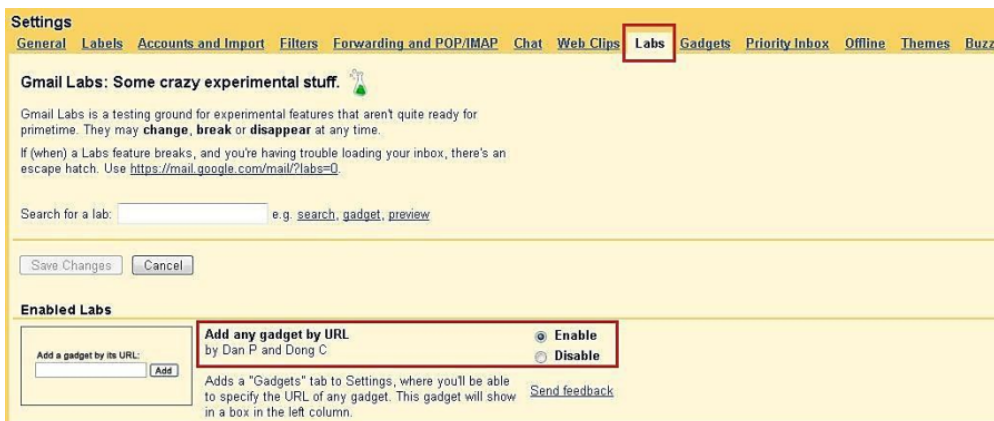 Settings
General Labels Accounts and Import Filters Forwarding and POP/IMAP Chat Web Clips Labs Gadgets Priority Inbox Offline Themes Buzz
Gmail Labs: Some crazy experimental stuff.
Gmail Labs is a testing ground for experimental features that aren't quite ready for
primetime. They may change, break or disappear at any time.
If (when) a Labs feature breaks, and you're having trouble loading your inbox, there's an
escape hatch. Use https://mail.google.com/mail/?labs=0.
Search for a lab: e.g. search, gadget, preview
Save Changes Cancel
Enabled Labs
Add a gadget by its URL:
Add
Add any gadget by URL Enable
by Dan P and Dong C Disable
Adds a "Gadgets" tab to Settings, where you'll be able
to specify the URL of any gadget. This gadget will show Send feedback
in a box in the left column.